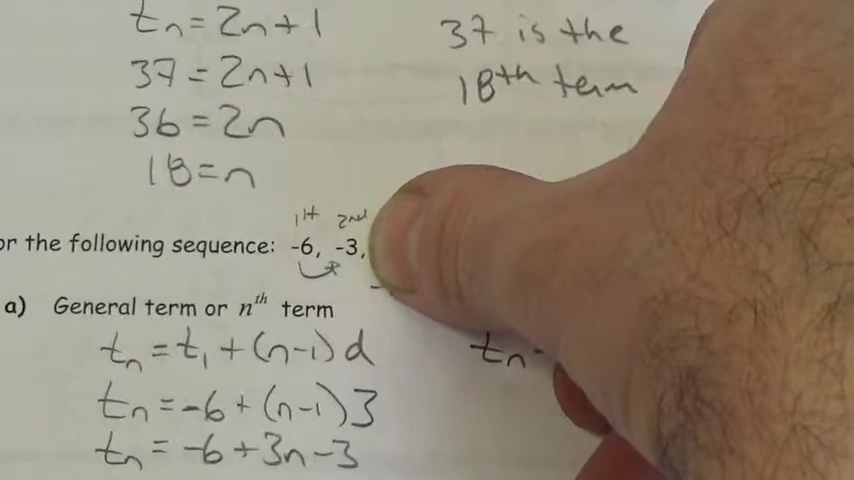 tn = 2n + 1
37 is the
37 = 2n + 1
18th term
36 = 2n
18 = n
1st 2nd
or the following sequence: -6, -3,
a) General term or nth term
tn = t1 + (n-1)d
tn
tn = -6 + (n-1)3
tn = -6 + 3n - 3